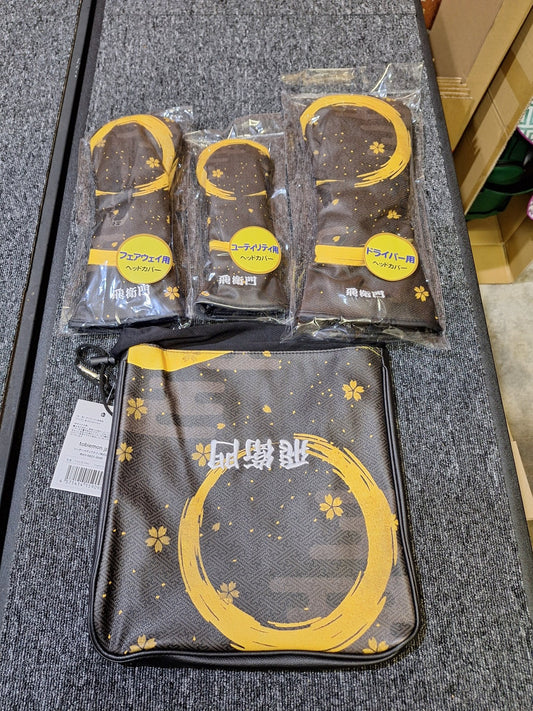 フェアウェイ用
ヘッドカバー
飛衛門
ユーティリティ用
ヘッドカバー
飛衛門
ドライバー用
ヘッドカバー
飛衛門
飛衛門
tobiemon.jp